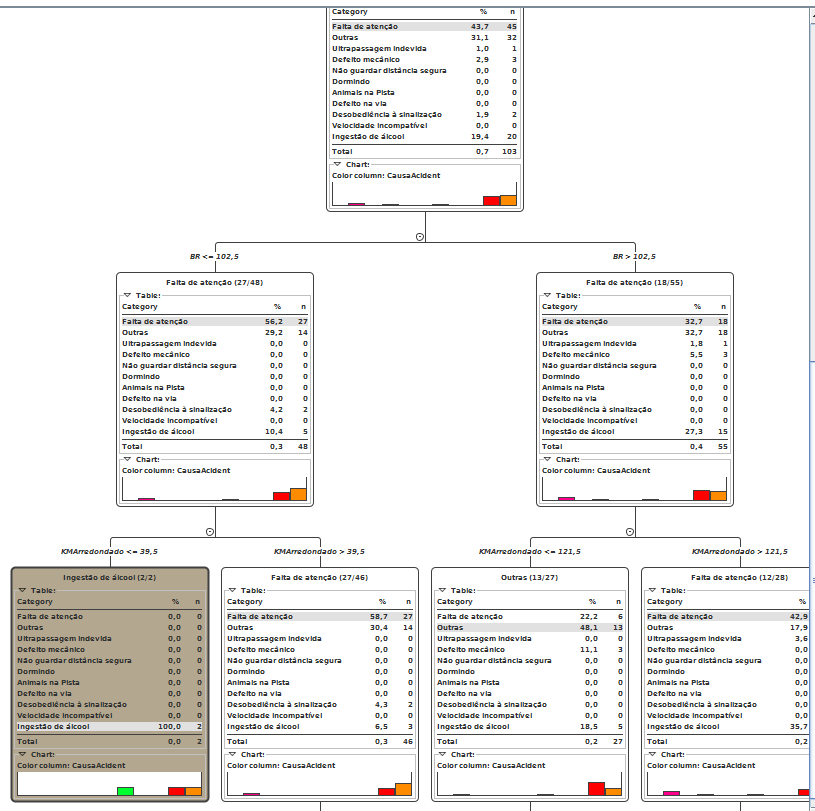 Category % n
Falta de atenção 43,7 45
Outras 31,1 32
Ultrapassagem indevida 1,0 1
Defeito mecânico 2,9 3
Não guardar distância segura 0,0 0
Dormindo 0,0 0
Animais na Pista 0,0 0
Defeito na via 0,0 0
Desobediência à sinalização 1,9 2
Velocidade incompatível 0,0 0
Ingestão de álcool 19,4 20
Total 0,7 103
Chart:
Color column: CausaAcident
BR <= 102,5
BR > 102,5
Falta de atenção (27/48)
Table:
Category % n
Falta de atenção 56,2 27
Outras 29,2 14
Ultrapassagem indevida 0,0 0
Defeito mecânico 0,0 0
Não guardar distância segura 0,0 0
Dormindo 0,0 0
Animais na Pista 0,0 0
Defeito na via 0,0 0
Desobediência à sinalização 4,2 2
Velocidade incompatível 0,0 0
Ingestão de álcool 10,4 5
Total 0,3 48
Chart:
Color column: CausaAcident
Falta de atenção (18/55)
Table:
Category % n
Falta de atenção 32,7 18
Outras 32,7 18
Ultrapassagem indevida 1,8 1
Defeito mecânico 5,5 3
Não guardar distância segura 0,0 0
Dormindo 0,0 0
Animais na Pista 0,0 0
Defeito na via 0,0 0
Desobediência à sinalização 0,0 0
Velocidade incompatível 0,0 0
Ingestão de álcool 27,3 15
Total 0,4 55
Chart:
Color column: CausaAcident
KMArredondado <= 39,5
KMArredondado > 39,5
KMArredondado <= 121,5
KMArredondado > 121,5
Ingestão de álcool (2/2)
Table:
Category % n
Falta de atenção 0,0 0
Outras 0,0 0
Ultrapassagem indevida 0,0 0
Defeito mecânico 0,0 0
Não guardar distância segura 0,0 0
Dormindo 0,0 0
Animais na Pista 0,0 0
Defeito na via 0,0 0
Desobediência à sinalização 0,0 0
Velocidade incompatível 0,0 0
Ingestão de álcool 100,0 2
Total 0,0 2
Chart:
Color column: CausaAcident
Falta de atenção (27/46)
Table:
Category % n
Falta de atenção 58,7 27
Outras 30,4 14
Ultrapassagem indevida 0,0 0
Defeito mecânico 0,0 0
Não guardar distância segura 0,0 0
Dormindo 0,0 0
Animais na Pista 0,0 0
Defeito na via 0,0 0
Desobediência à sinalização 4,3 2
Velocidade incompatível 0,0 0
Ingestão de álcool 6,5 3
Total 0,3 46
Chart:
Color column: CausaAcident
Outras (13/27)
Table:
Category % n
Falta de atenção 22,2 6
Outras 48,1 13
Ultrapassagem indevida 0,0 0
Defeito mecânico 11,1 3
Não guardar distância segura 0,0 0
Dormindo 0,0 0
Animais na Pista 0,0 0
Defeito na via 0,0 0
Desobediência à sinalização 0,0 0
Velocidade incompatível 0,0 0
Ingestão de álcool 18,5 5
Total 0,2 27
Chart:
Color column: CausaAcident
Falta de atenção (12/28)
Table:
Category %
Falta de atenção 42,9
Outras 17,9
Ultrapassagem indevida 3,6
Defeito mecânico 0,0
Não guardar distância segura 0,0
Dormindo 0,0
Animais na Pista 0,0
Defeito na via 0,0
Desobediência à sinalização 0,0
Velocidade incompatível 0,0
Ingestão de álcool 35,7
Total 0,2
Chart:
Color column: CausaAcident